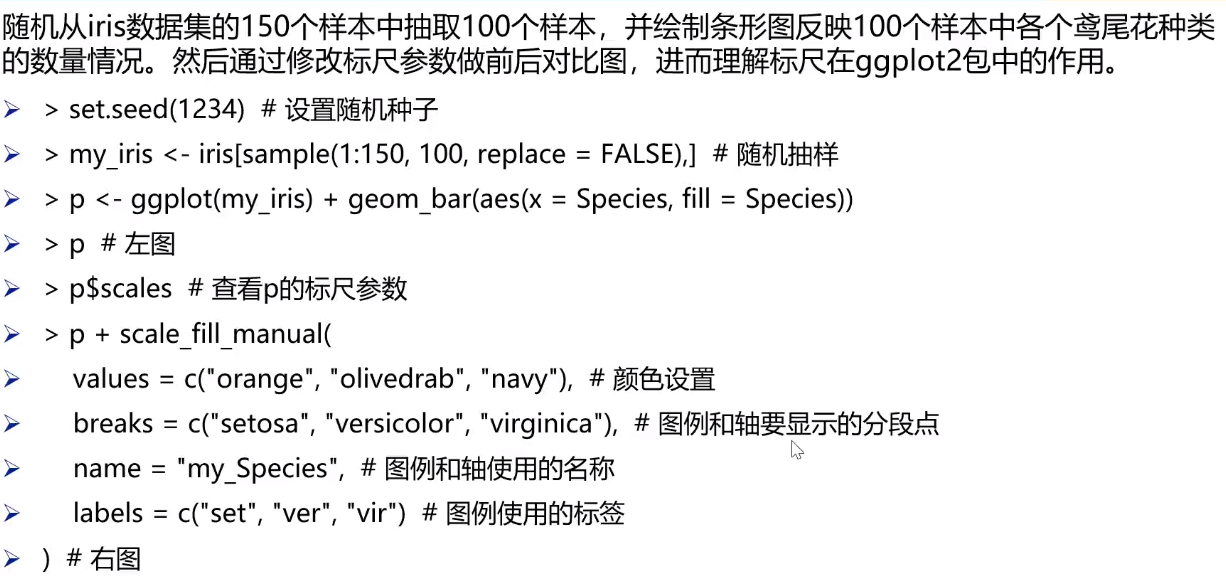 随机从iris数据集的150个样本中抽取100个样本，并绘制条形图反映100个样本中各个鸢尾花种类
的数量情况。然后通过修改标尺参数做前后对比图，进而理解标尺在ggplot2包中的作用。
➢ > set.seed(1234)  # 设置随机种子
➢ > my_iris <- iris[sample(1:150, 100, replace = FALSE),]  # 随机抽样
➢ > p <- ggplot(my_iris) + geom_bar(aes(x = Species, fill = Species))
➢ > p  # 左图
➢ > p$scales  # 查看p的标尺参数
➢ > p + scale_fill_manual(
➢ values = c("orange", "olivedrab", "navy"),  # 颜色设置
➢ breaks = c("setosa", "versicolor", "virginica"),  # 图例和轴要显示的分段点
➢ name = "my_Species",  # 图例和轴使用的名称
➢ labels = c("set", "ver", "vir")  # 图例使用的标签
➢ )  # 右图